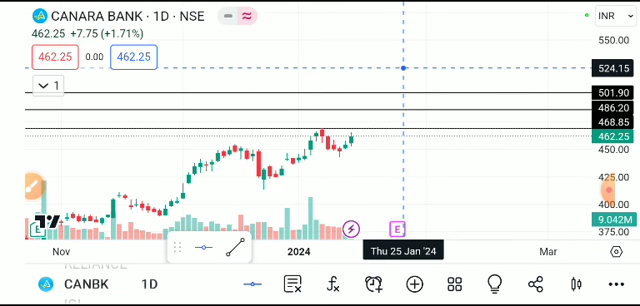 CANARA BANK · 1D · NSE
INR
462.25 +7.75 (+1.71%)
550.00
462.25 0.00 462.25
524.15
1
501.90
486.20
468.85
462.25
450.00
425.00
400.00
9.042M
375.00
E
E
Nov
2024
Thu 25 Jan '24
Mar
RELIANCE
CANBK 1D